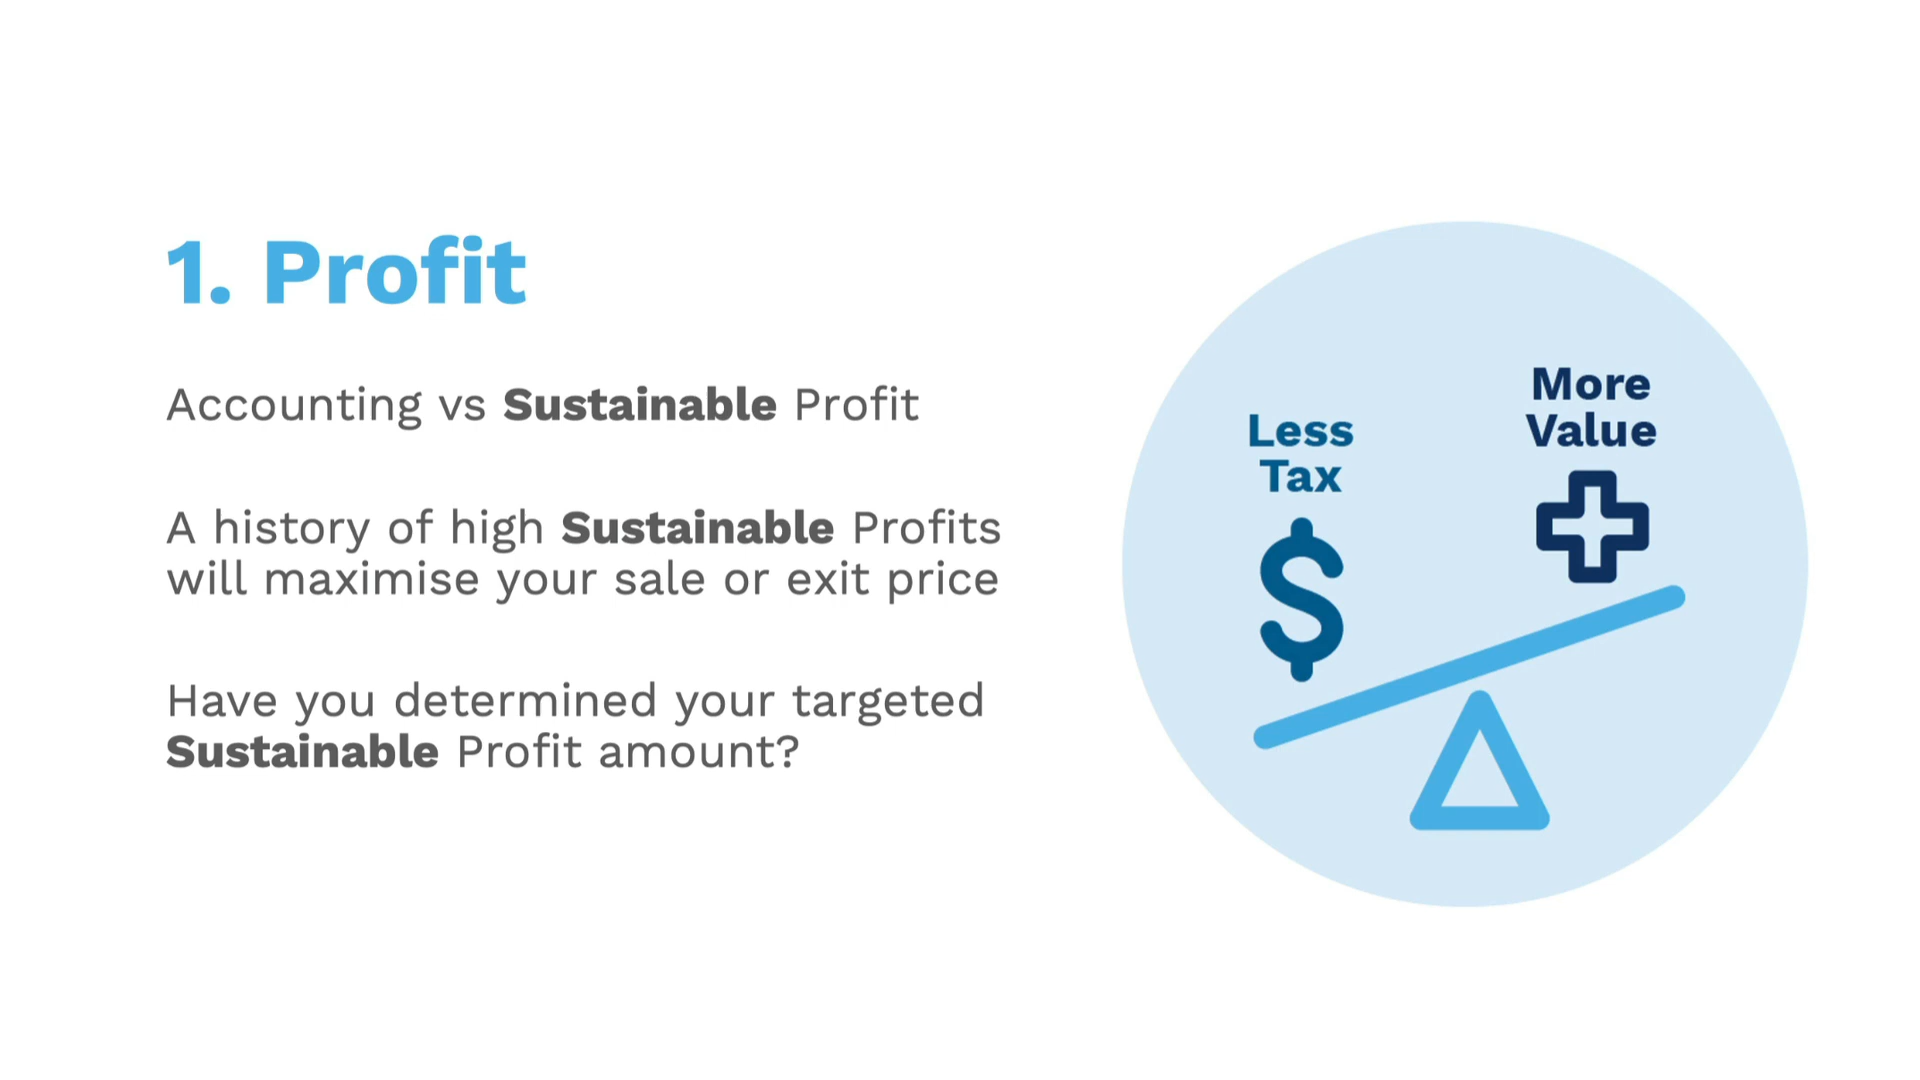 1. Profit
Accounting vs Sustainable Profit
A history of high Sustainable Profits
will maximise your sale or exit price
Have you determined your targeted
Sustainable Profit amount?
Less
Tax
$
More
Value